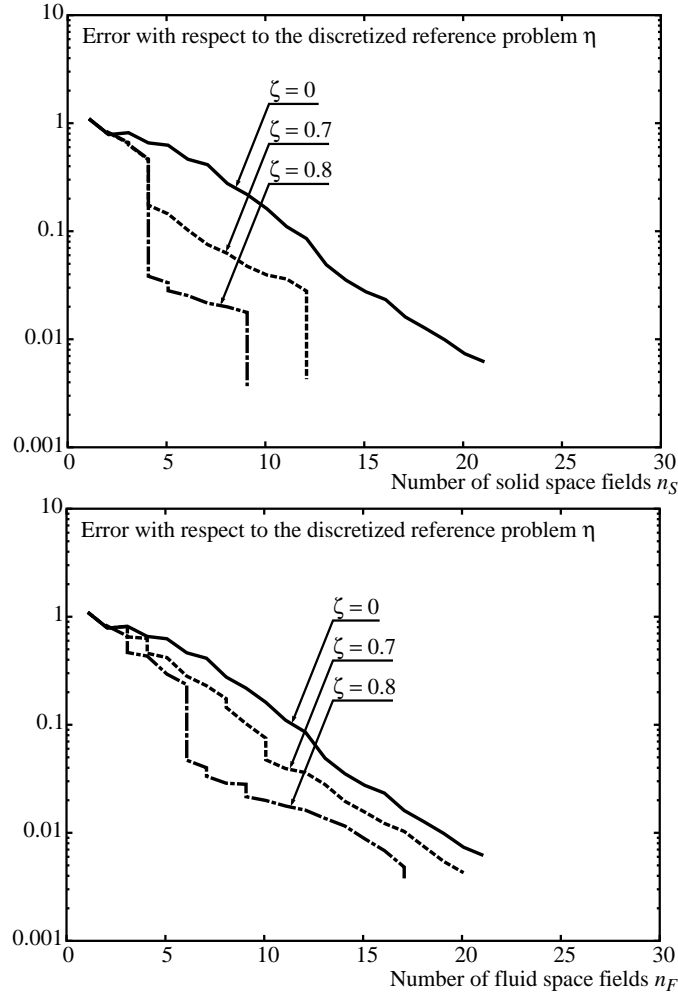 10
Error with respect to the discretized reference problem η
ζ = 0
1
ζ = 0.7
ζ = 0.8
0.1
0.01
0.001
0 5 10 15 20 25 30
Number of solid space fields n_S
10
Error with respect to the discretized reference problem η
ζ = 0
1
ζ = 0.7
ζ = 0.8
0.1
0.01
0.001
0 5 10 15 20 25 30
Number of fluid space fields n_F